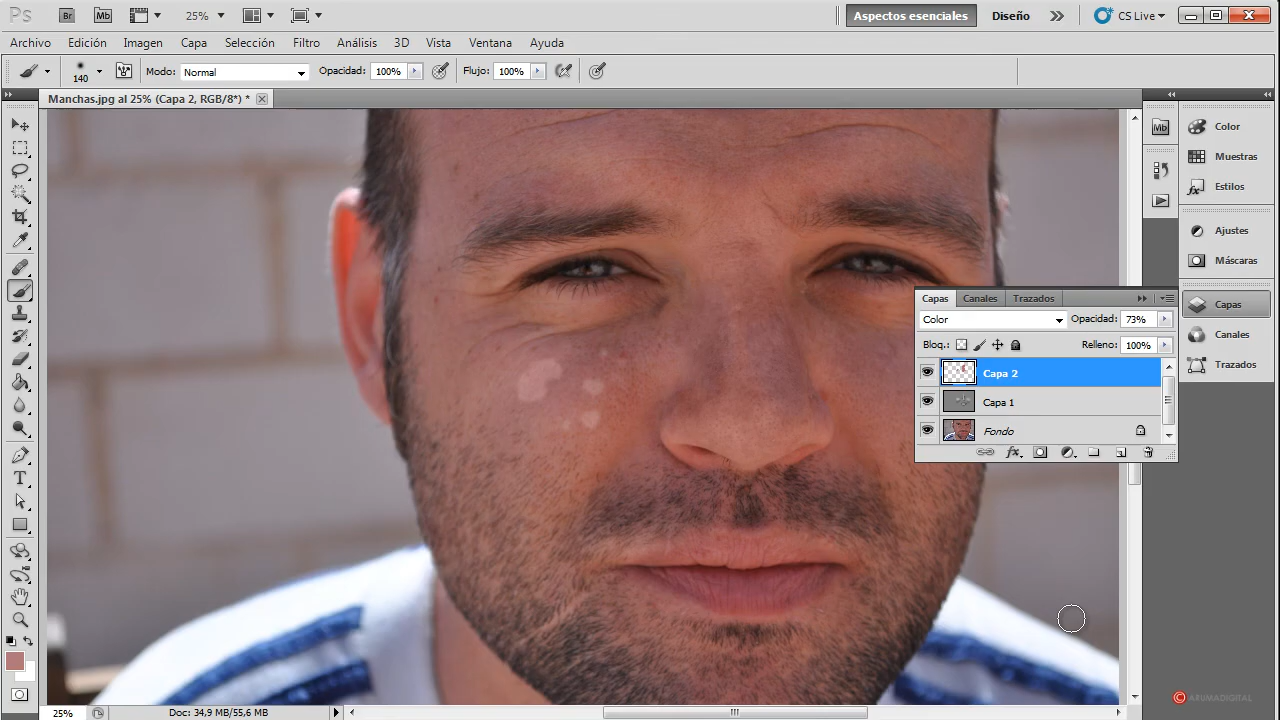 Ps Br Mb 25% Aspectos esenciales Diseño CS Live
Archivo Edición Imagen Capa Selección Filtro Análisis 3D Vista Ventana Ayuda
140 Modo: Normal Opacidad: 100% Flujo: 100%
Manchas.jpg al 25% (Capa 2, RGB/8*) *
Mb
Color
Muestras
Estilos
Ajustes
Máscaras
Capas
Canales
Trazados
Capas Canales Trazados
Color Opacidad: 73%
Bloq.: Relleno: 100%
Capa 2
Capa 1
Fondo
fx
T
© ARUMADIGITAL
25% Doc: 34,9 MB/55,6 MB